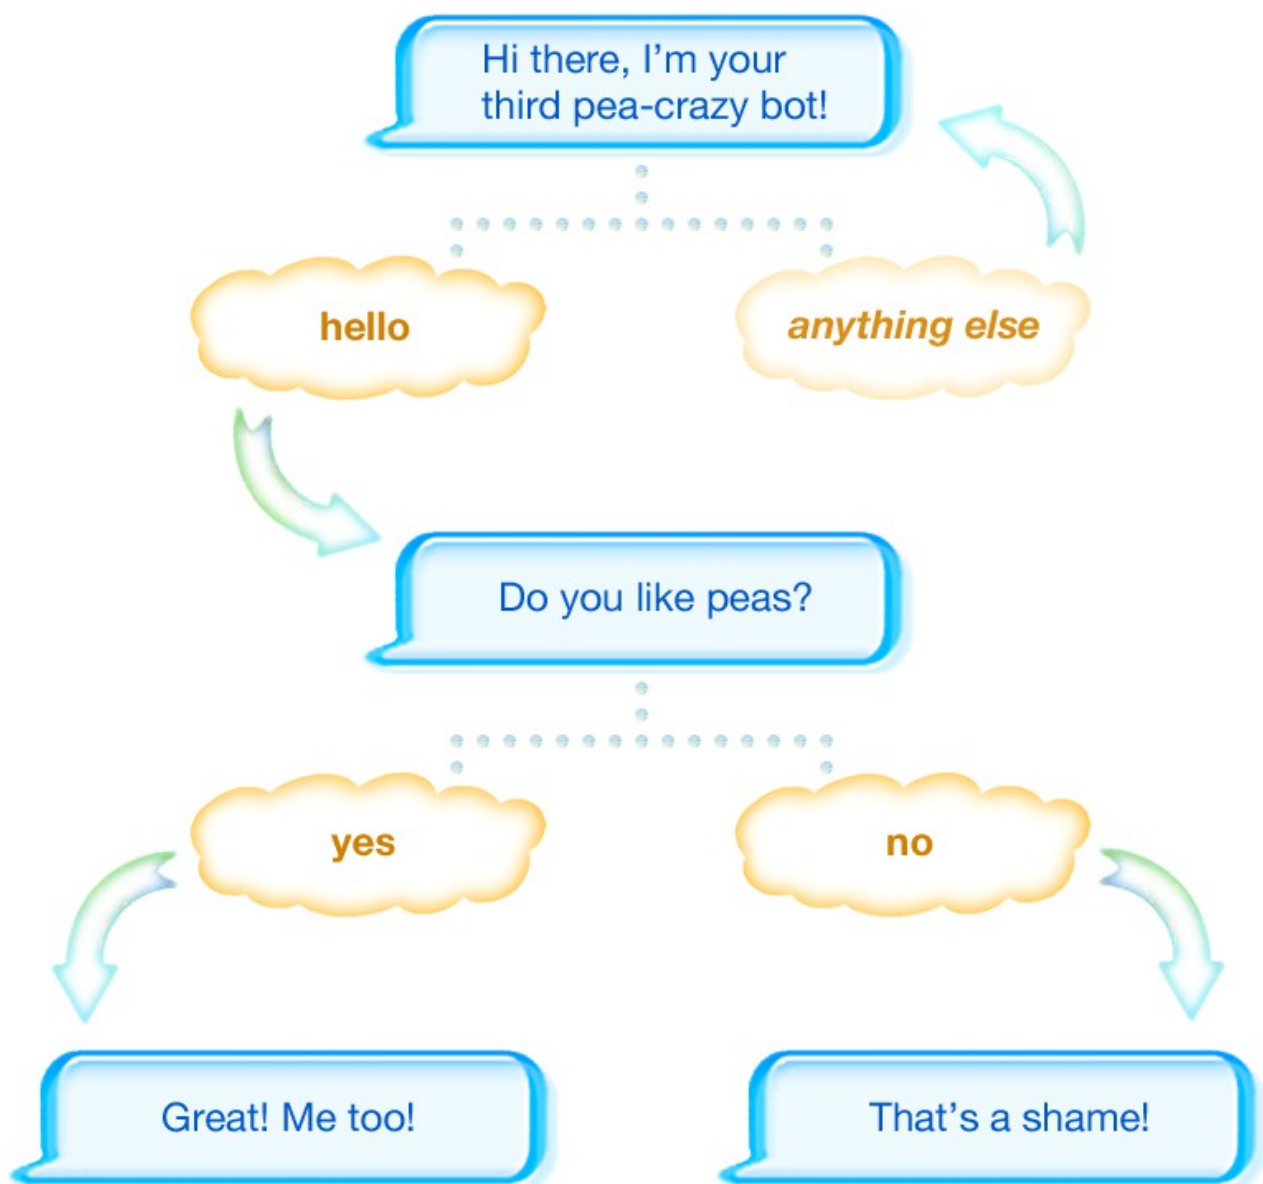 Hi there, I’m your
third pea-crazy bot!
hello
anything else
Do you like peas?
yes
no
Great! Me too!
That’s a shame!